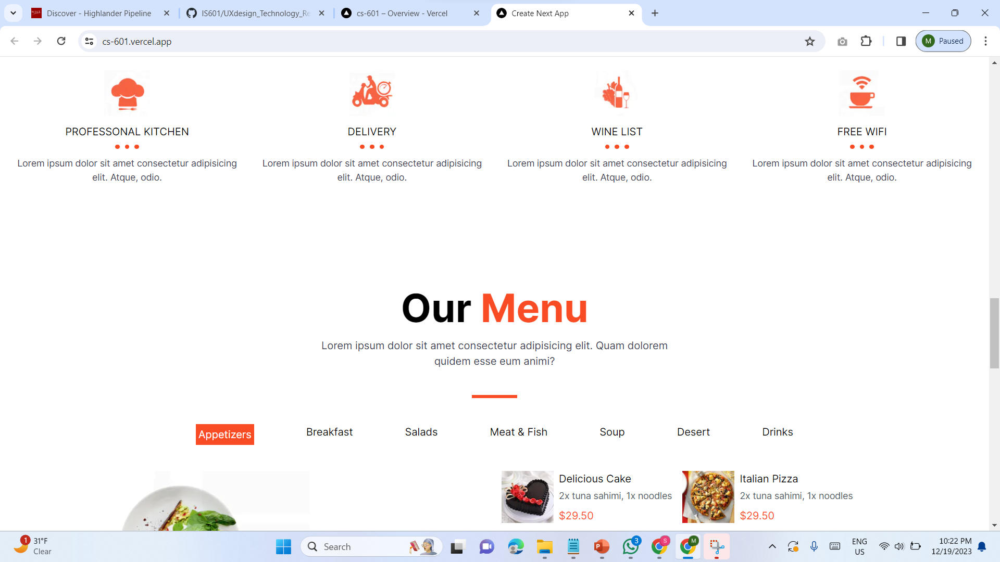 Discover - Highlander Pipeline
IS601/UXdesign_Technology_Re
cs-601 – Overview - Vercel
Create Next App
cs-601.vercel.app
M Paused
PROFESSONAL KITCHEN
DELIVERY
WINE LIST
FREE WIFI
Lorem ipsum dolor sit amet consectetur adipisicing
elit. Atque, odio.
Lorem ipsum dolor sit amet consectetur adipisicing
elit. Atque, odio.
Lorem ipsum dolor sit amet consectetur adipisicing
elit. Atque, odio.
Lorem ipsum dolor sit amet consectetur adipisicing
elit. Atque, odio.
Our Menu
Lorem ipsum dolor sit amet consectetur adipisicing elit. Quam dolorem
quidem esse eum animi?
Appetizers
Breakfast
Salads
Meat & Fish
Soup
Desert
Drinks
Delicious Cake
2x tuna sahimi, 1x noodles
$29.50
Italian Pizza
2x tuna sahimi, 1x noodles
$29.50
1
31°F
Clear
Search
P
3
S
M
ENG
US
10:22 PM
12/19/2023